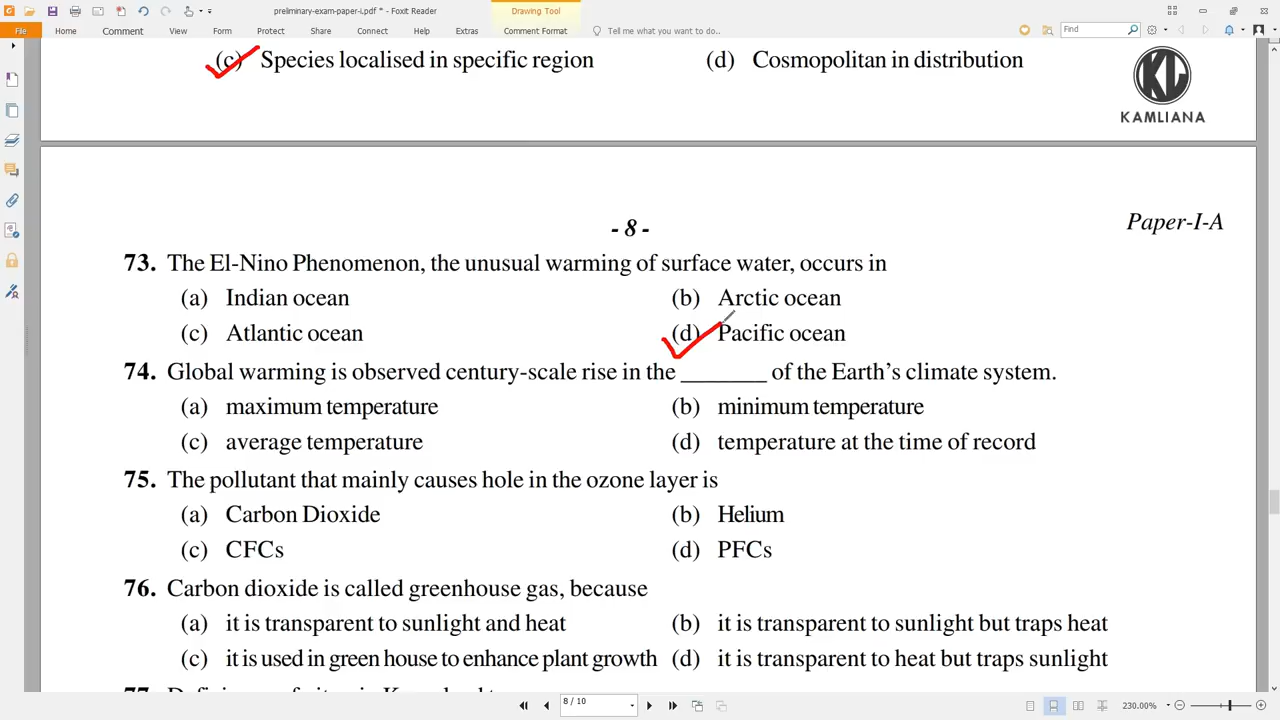 preliminary-exam-paper-i.pdf * - Foxit Reader
Drawing Tool
File Home Comment View Form Protect Share Connect Help Extras Comment Format Tell me what you want to do.. Find
(c) Species localised in specific region (d) Cosmopolitan in distribution
KAMLIANA
- 8 -
Paper-I-A
73. The El-Nino Phenomenon, the unusual warming of surface water, occurs in
(a) Indian ocean (b) Arctic ocean
(c) Atlantic ocean (d) Pacific ocean
74. Global warming is observed century-scale rise in the _______ of the Earth's climate system.
(a) maximum temperature (b) minimum temperature
(c) average temperature (d) temperature at the time of record
75. The pollutant that mainly causes hole in the ozone layer is
(a) Carbon Dioxide (b) Helium
(c) CFCs (d) PFCs
76. Carbon dioxide is called greenhouse gas, because
(a) it is transparent to sunlight and heat (b) it is transparent to sunlight but traps heat
(c) it is used in green house to enhance plant growth (d) it is transparent to heat but traps sunlight
8 / 10
230.00%